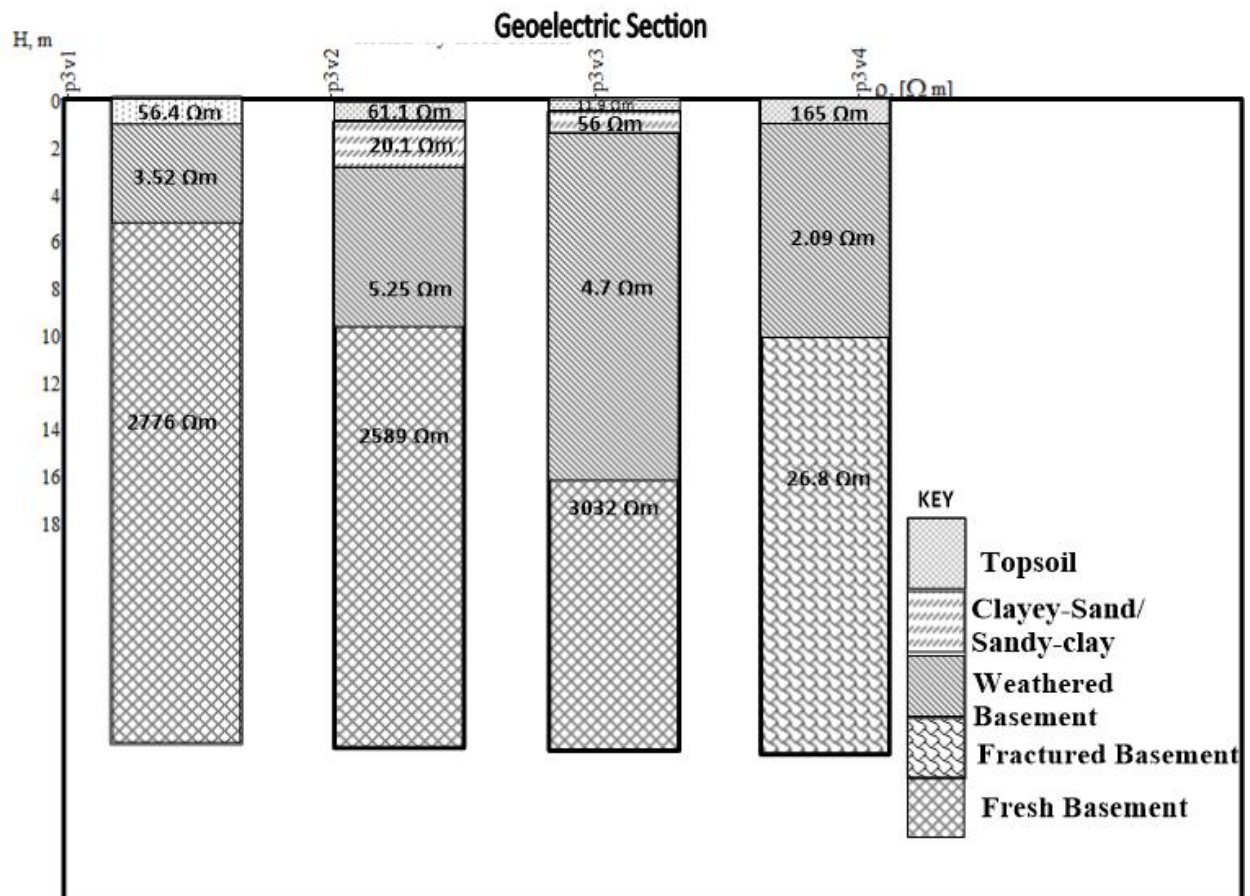 Geoelectric Section
H, m
p3v1
p3v2
p3v3
p3v4
[Ω m]
0
2
4
6
8
10
12
14
16
18
56.4 Ωm
3.52 Ωm
2776 Ωm
61.1 Ωm
20.1 Ωm
5.25 Ωm
2589 Ωm
11.9 Ωm
56 Ωm
4.7 Ωm
3032 Ωm
165 Ωm
2.09 Ωm
26.8 Ωm
KEY
Topsoil
Clayey-Sand/
Sandy-clay
Weathered
Basement
Fractured Basement
Fresh Basement